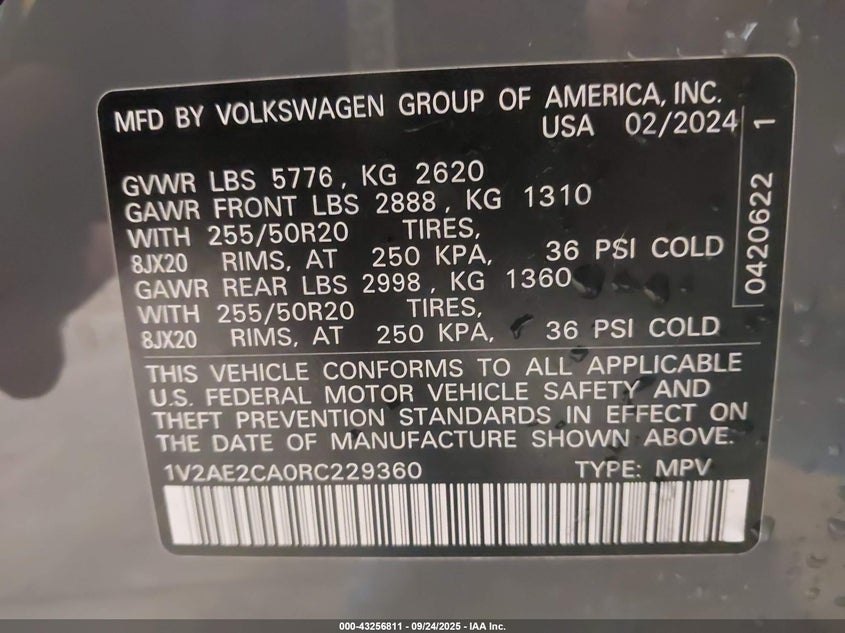 MFD BY VOLKSWAGEN GROUP OF AMERICA, INC.
USA 02/2024
GVWR LBS 5776, KG 2620
GAWR FRONT LBS 2888, KG 1310
WITH 255/50R20 TIRES,
8JX20 RIMS, AT 250 KPA, 36 PSI COLD
GAWR REAR LBS 2998, KG 1360
WITH 255/50R20 TIRES,
8JX20 RIMS, AT 250 KPA, 36 PSI COLD
THIS VEHICLE CONFORMS TO ALL APPLICABLE
U.S. FEDERAL MOTOR VEHICLE SAFETY AND
THEFT PREVENTION STANDARDS IN EFFECT ON
THE DATE OF MANUFACTURE SHOWN ABOVE.
1V2AE2CA0RC229360 TYPE: MPV
0420622 1
000-43256811 - 09/24/2025 - IAA Inc.